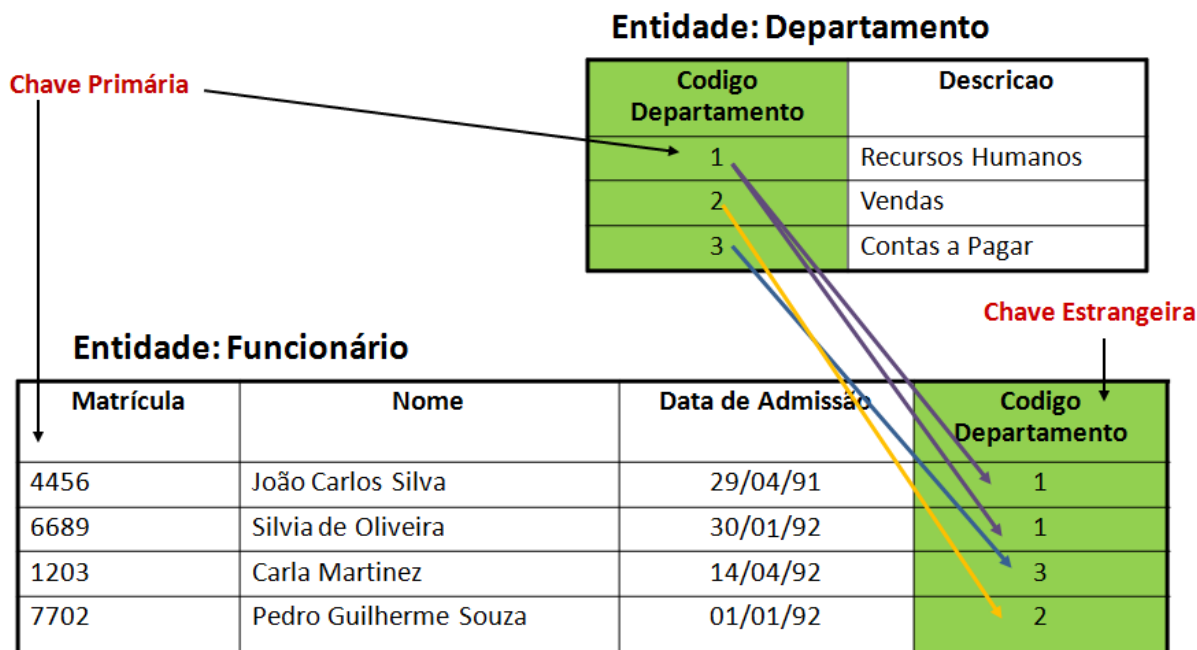 Entidade: Departamento
Chave Primária
Codigo Departamento Descricao
1 Recursos Humanos
2 Vendas
3 Contas a Pagar
Chave Estrangeira
Entidade: Funcionário
Matrícula Nome Data de Admissão Codigo Departamento
4456 João Carlos Silva 29/04/91 1
6689 Silvia de Oliveira 30/01/92 1
1203 Carla Martinez 14/04/92 3
7702 Pedro Guilherme Souza 01/01/92 2